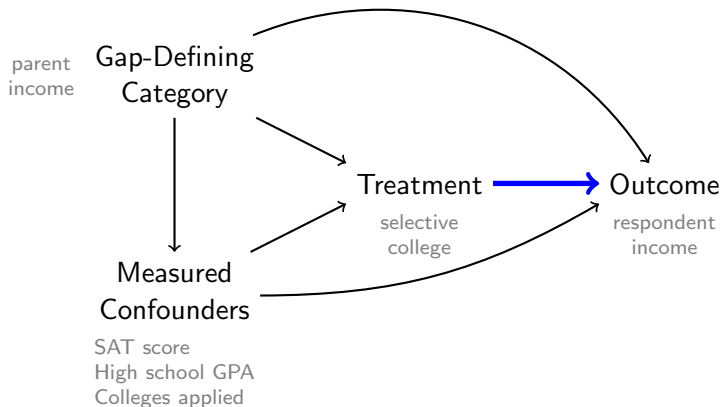 parent
income
Gap-Defining
Category
Treatment
selective
college
Outcome
respondent
income
Measured
Confounders
SAT score
High school GPA
Colleges applied